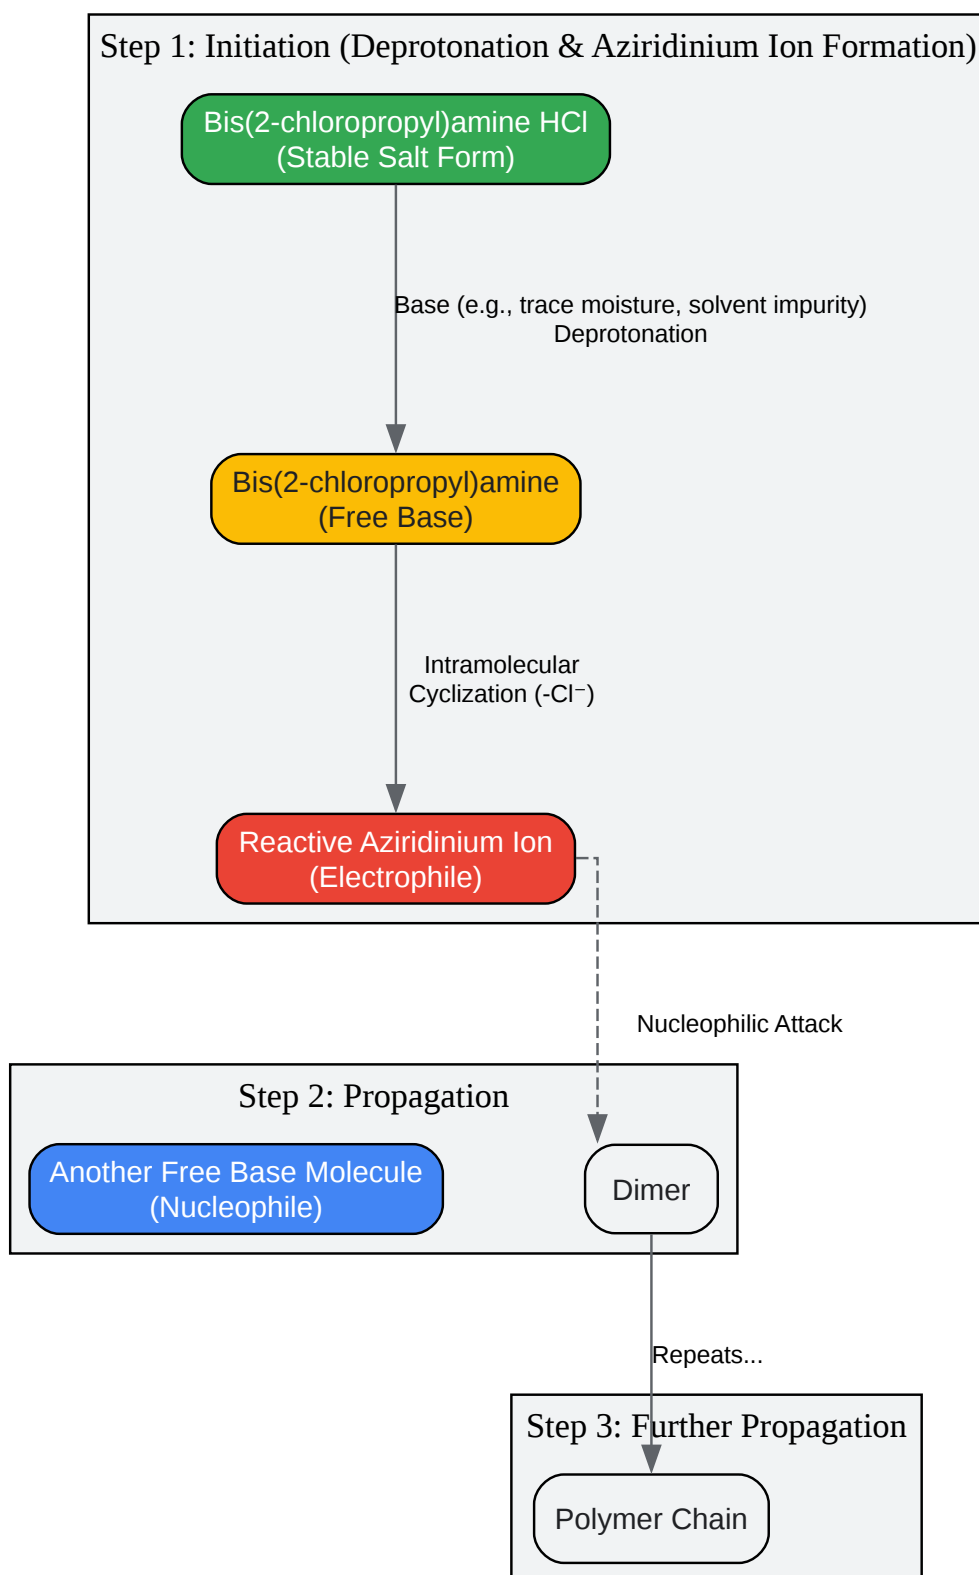 Step 1: Initiation (Deprotonation & Aziridinium Ion Formation)
Bis(2-chloropropyl)amine HCl
(Stable Salt Form)
Base (e.g., trace moisture, solvent impurity)
Deprotonation
Bis(2-chloropropyl)amine
(Free Base)
Intramolecular
Cyclization (-Cl⁻)
Reactive Aziridinium Ion
(Electrophile)
Nucleophilic Attack
Step 2: Propagation
Another Free Base Molecule
(Nucleophile)
Dimer
Repeats...
Step 3: Further Propagation
Polymer Chain